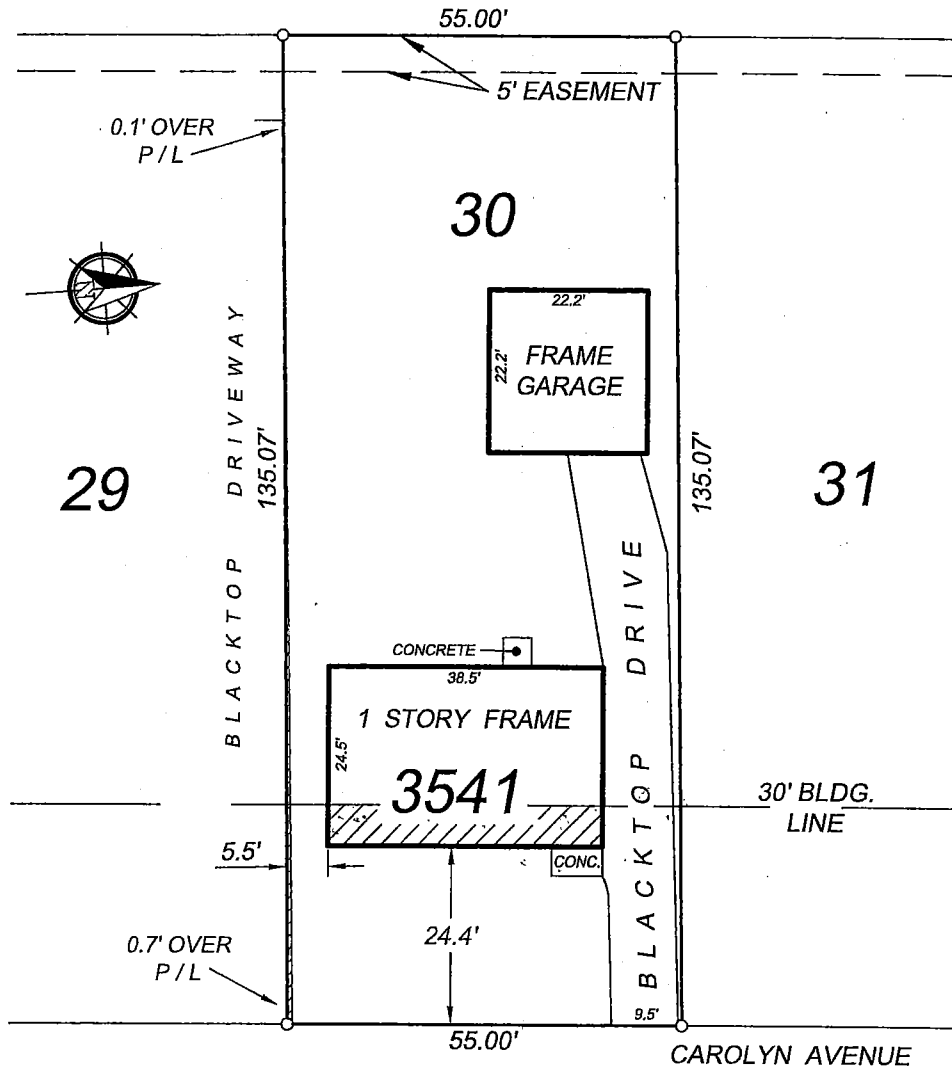 55.00'
5' EASEMENT
0.1' OVER
P / L
30
22.2'
22.2'
FRAME
GARAGE
BLACKTOP DRIVEWAY
135.07'
135.07'
29
31
BLACKTOP DRIVE
CONCRETE
38.5'
1 STORY FRAME
24.5'
3541
30' BLDG.
LINE
5.5'
CONC.
24.4'
0.7' OVER
P / L
9.5'
55.00'
CAROLYN AVENUE